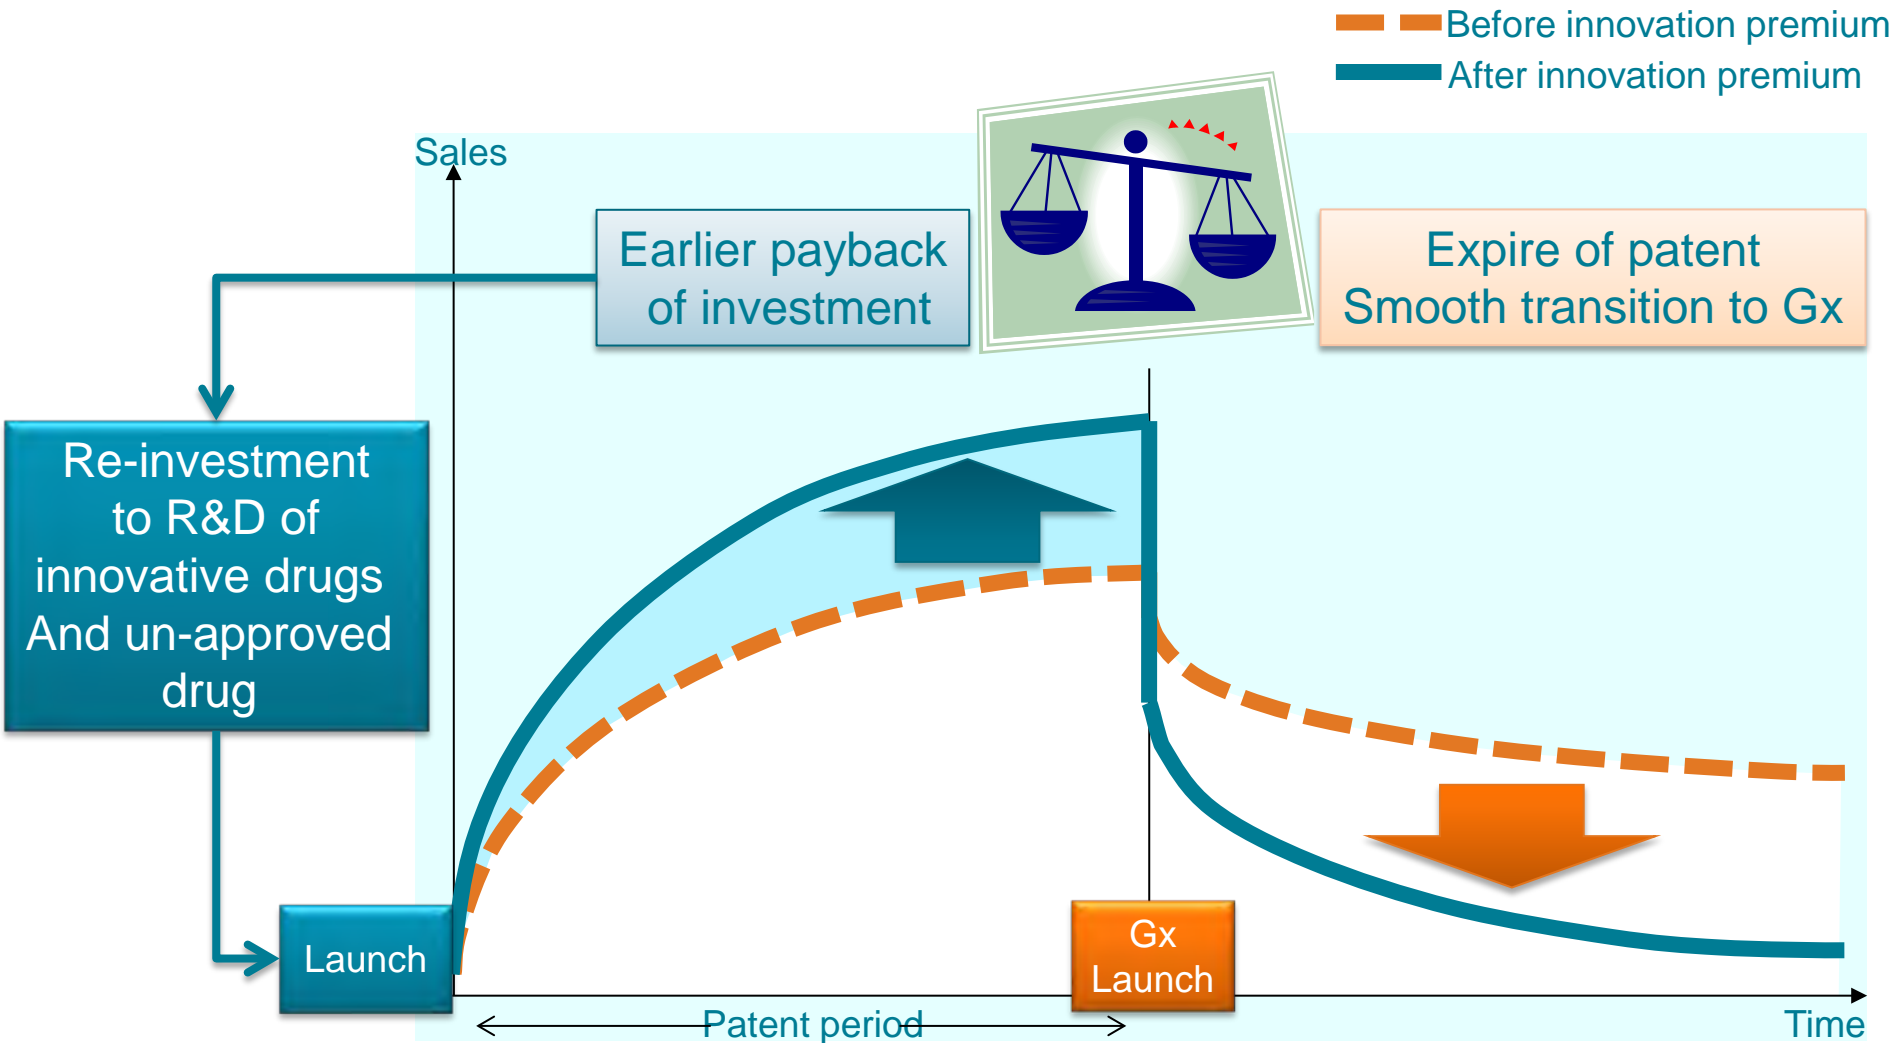 Before innovation premium
After innovation premium
Sales
Earlier payback
of investment
Expire of patent
Smooth transition to Gx
Re-investment
to R&D of
innovative drugs
And un-approved
drug
Launch
Gx
Launch
Patent period
Time